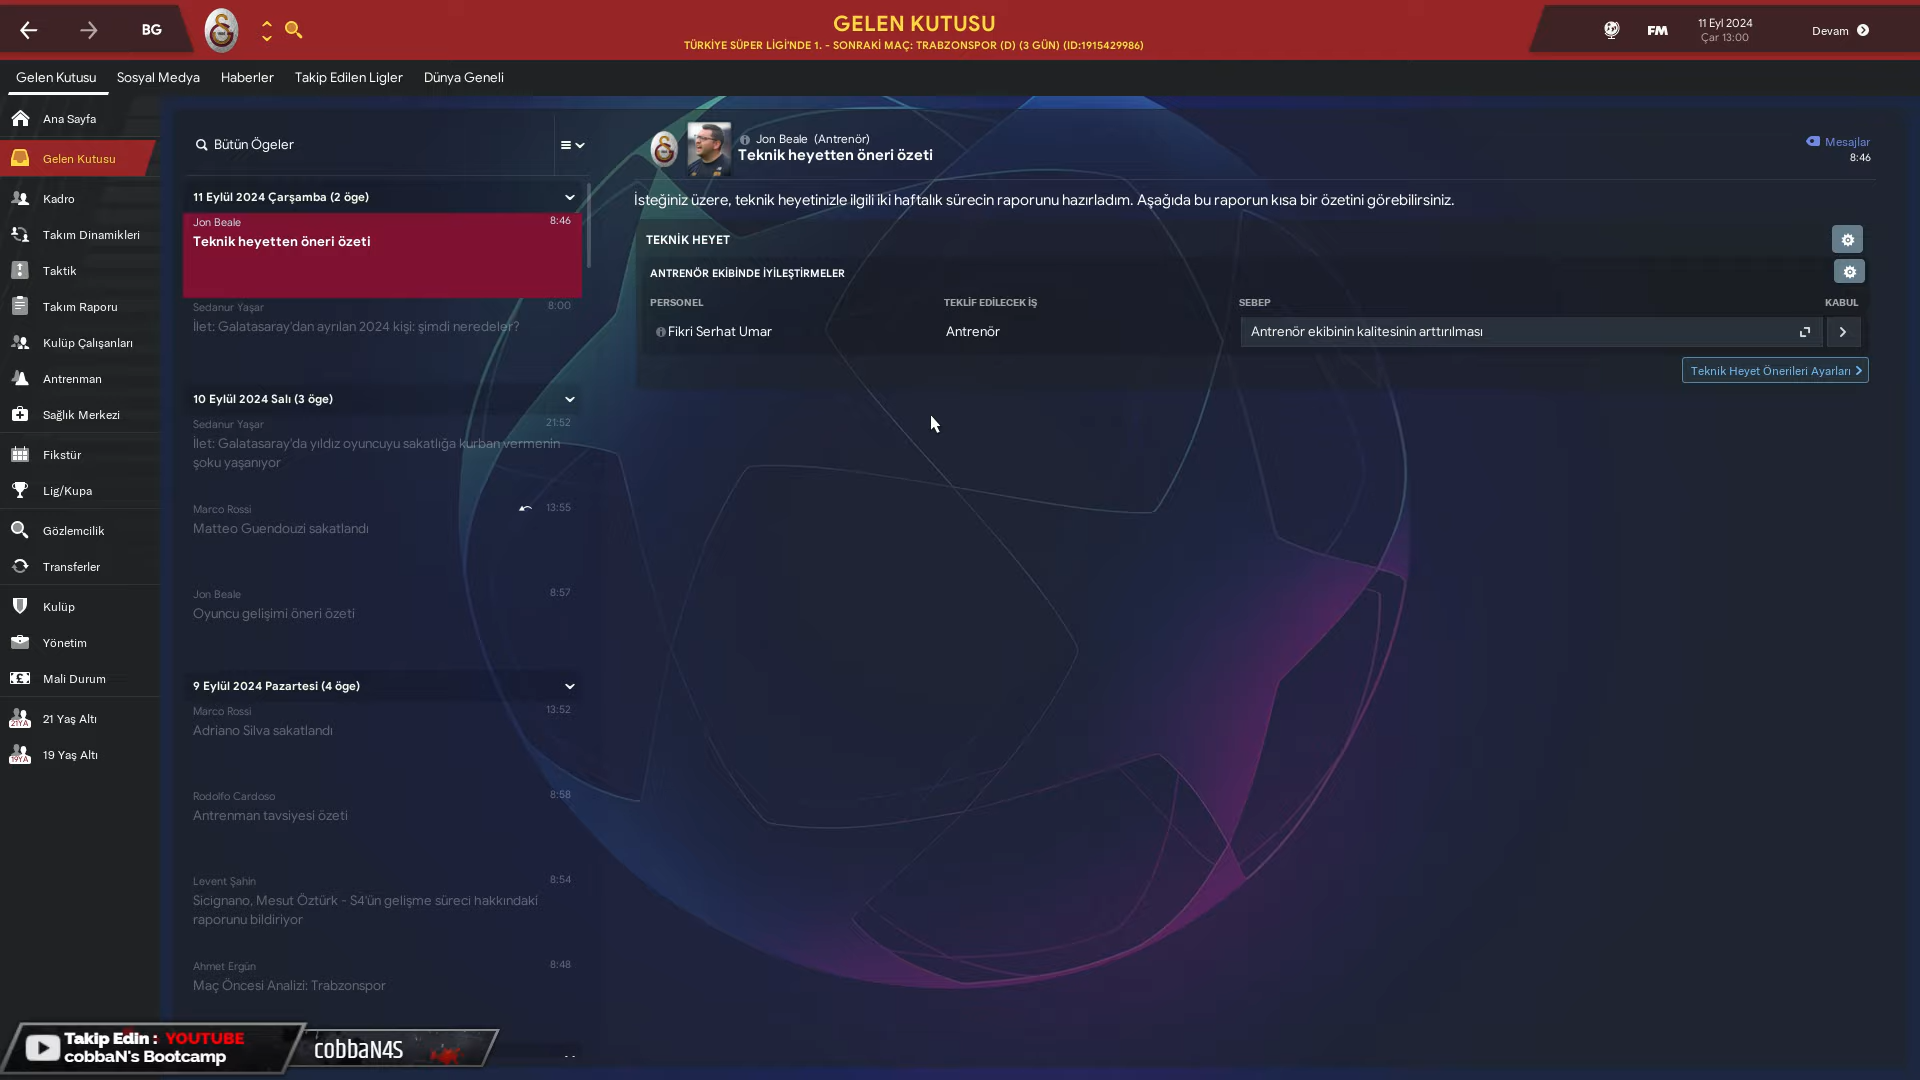 BG
GELEN KUTUSU
TÜRKİYE SÜPER LİGİ'NDE 1. - SONRAKİ MAÇ: TRABZONSPOR (D) (3 GÜN) (ID:1915429986)
FM
11 Eyl 2024
Çar 13:00
Devam
Gelen Kutusu
Sosyal Medya
Haberler
Takip Edilen Ligler
Dünya Geneli
Ana Sayfa
Gelen Kutusu
Kadro
Takım Dinamikleri
Taktik
Takım Raporu
Kulüp Çalışanları
Antrenman
Sağlık Merkezi
Fikstür
Lig/Kupa
Gözlemcilik
Transferler
Kulüp
Yönetim
Mali Durum
21YA
21 Yaş Altı
19YA
19 Yaş Altı
Bütün Ögeler
11 Eylül 2024 Çarşamba (2 öge)
Jon Beale
8:46
Teknik heyetten öneri özeti
Sedanur Yaşar
8:00
İlet: Galatasaray'dan ayrılan 2024 kişi: şimdi neredeler?
10 Eylül 2024 Salı (3 öge)
Sedanur Yaşar
21:52
İlet: Galatasaray'da yıldız oyuncuyu sakatlığa kurban vermenin
şoku yaşanıyor
Marco Rossi
13:55
Matteo Guendouzi sakatlandı
Jon Beale
8:57
Oyuncu gelişimi öneri özeti
9 Eylül 2024 Pazartesi (4 öge)
Marco Rossi
13:52
Adriano Silva sakatlandı
Rodolfo Cardoso
8:58
Antrenman tavsiyesi özeti
Levent Şahin
8:54
Sicignano, Mesut Öztürk - S4'ün gelişme süreci hakkındaki
raporunu bildiriyor
Ahmet Ergün
8:48
Maç Öncesi Analizi: Trabzonspor
Jon Beale (Antrenör)
Teknik heyetten öneri özeti
Mesajlar
8:46
İsteğiniz üzere, teknik heyetinizle ilgili iki haftalık sürecin raporunu hazırladım. Aşağıda bu raporun kısa bir özetini görebilirsiniz.
TEKNİK HEYET
ANTRENÖR EKİBİNDE İYİLEŞTİRMELER
PERSONEL
TEKLİF EDİLECEK İŞ
SEBEP
KABUL
Fikri Serhat Umar
Antrenör
Antrenör ekibinin kalitesinin arttırılması
Teknik Heyet Önerileri Ayarları
Takip Edin : YOUTUBE
cobbaN's Bootcamp
cobbaN4S